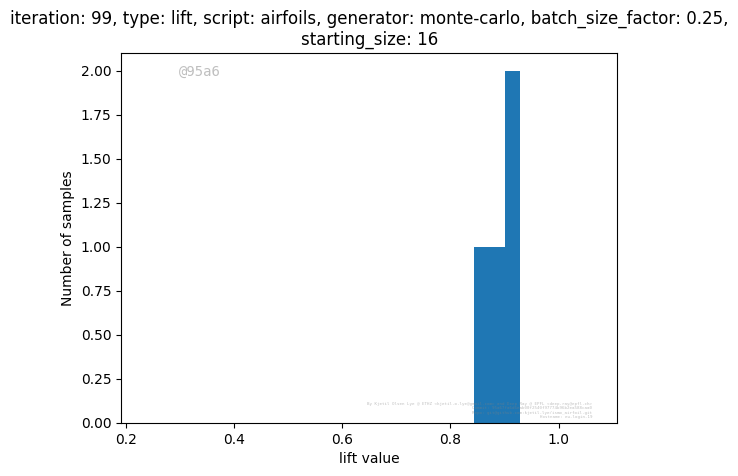 iteration: 99, type: lift, script: airfoils, generator: monte-carlo, batch_size_factor: 0.25,
starting_size: 16
@95a6
2.00
1.75
1.50
1.25
1.00
0.75
0.50
0.25
0.00
Number of samples
0.2
0.4
0.6
0.8
1.0
lift value